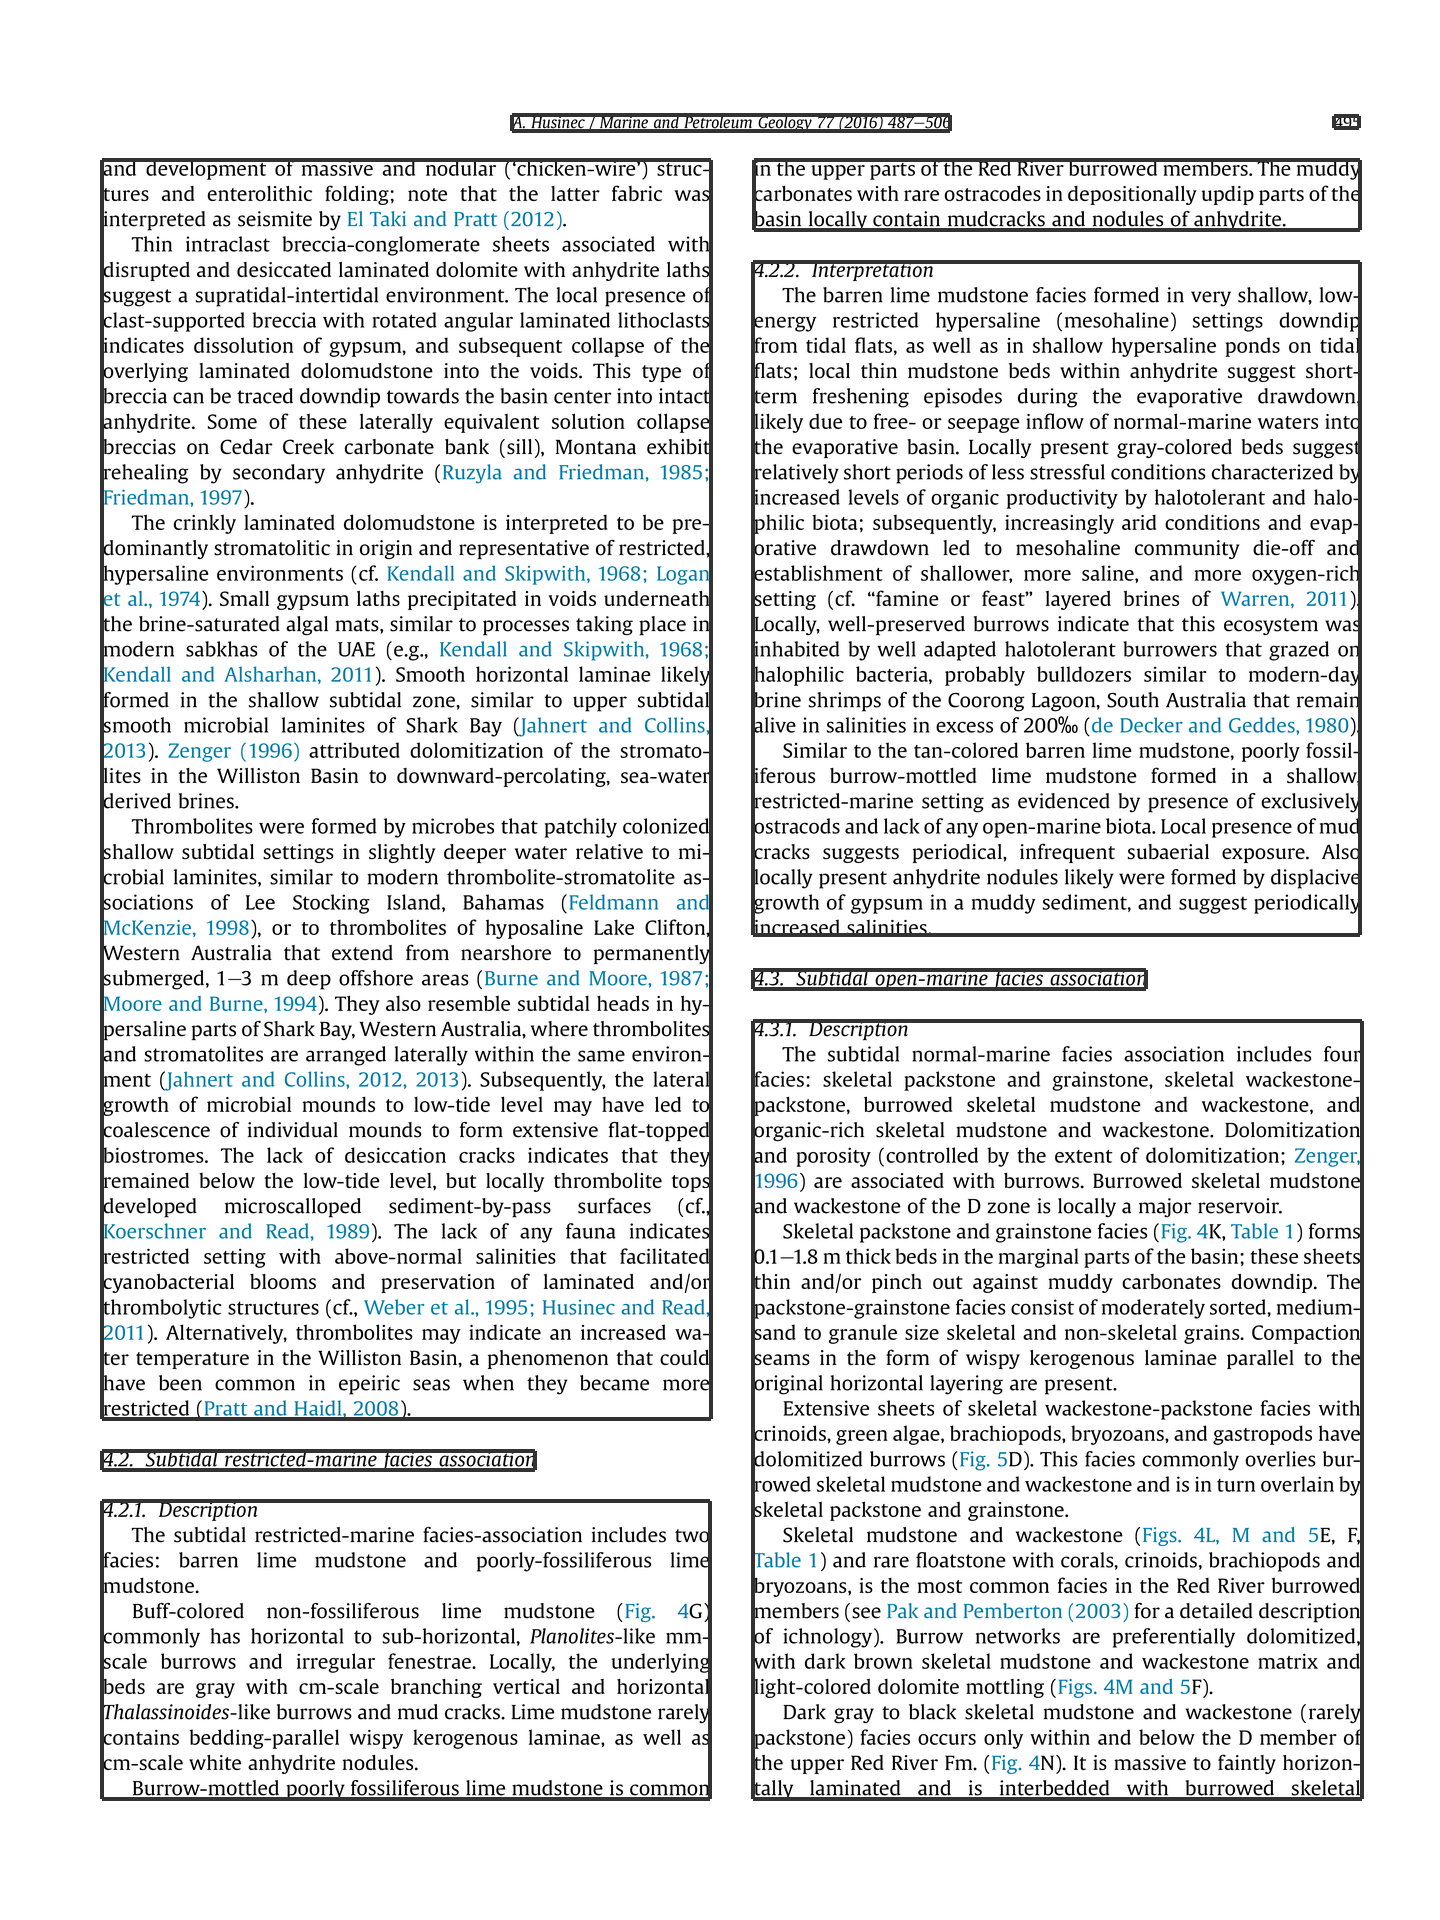 A. Husinec / Marine and Petroleum Geology 77 (2016) 487–506
and development of massive and nodular (‘chicken-wire’) struc-
tures and enterolithic folding; note that the latter fabric was
interpreted as seismite by El Taki and Pratt (2012).
Thin intraclast breccia-conglomerate sheets associated with
disrupted and desiccated laminated dolomite with anhydrite laths
suggest a supratidal-intertidal environment. The local presence of
clast-supported breccia with rotated angular laminated lithoclasts
indicates dissolution of gypsum, and subsequent collapse of the
overlying laminated dolomudstone into the voids. This type of
breccia can be traced downdip towards the basin center into intact
anhydrite. Some of these laterally equivalent solution collapse
breccias on Cedar Creek carbonate bank (sill), Montana exhibit
rehealing by secondary anhydrite (Ruzyla and Friedman, 1985;
Friedman, 1997).
The crinkly laminated dolomudstone is interpreted to be pre-
dominantly stromatolitic in origin and representative of restricted,
hypersaline environments (cf. Kendall and Skipwith, 1968; Logan
et al., 1974). Small gypsum laths precipitated in voids underneath
the brine-saturated algal mats, similar to processes taking place in
modern sabkhas of the UAE (e.g., Kendall and Skipwith, 1968;
Kendall and Alsharhan, 2011). Smooth horizontal laminae likely
formed in the shallow subtidal zone, similar to upper subtidal
smooth microbial laminites of Shark Bay (Jahnert and Collins,
2013). Zenger (1996) attributed dolomitization of the stromato-
lites in the Williston Basin to downward-percolating, sea-water
derived brines.
Thrombolites were formed by microbes that patchily colonized
shallow subtidal settings in slightly deeper water relative to mi-
crobial laminites, similar to modern thrombolite-stromatolite as-
sociations of Lee Stocking Island, Bahamas (Feldmann and
McKenzie, 1998), or to thrombolites of hyposaline Lake Clifton,
Western Australia that extend from nearshore to permanently
submerged, 1–3 m deep offshore areas (Burne and Moore, 1987;
Moore and Burne, 1994). They also resemble subtidal heads in hy-
persaline parts of Shark Bay, Western Australia, where thrombolites
and stromatolites are arranged laterally within the same environ-
ment (Jahnert and Collins, 2012, 2013). Subsequently, the lateral
growth of microbial mounds to low-tide level may have led to
coalescence of individual mounds to form extensive flat-topped
biostromes. The lack of desiccation cracks indicates that they
remained below the low-tide level, but locally thrombolite tops
developed microscalloped sediment-by-pass surfaces (cf.,
Koerschner and Read, 1989). The lack of any fauna indicates
restricted setting with above-normal salinities that facilitated
cyanobacterial blooms and preservation of laminated and/or
thrombolytic structures (cf., Weber et al., 1995; Husinec and Read,
2011). Alternatively, thrombolites may indicate an increased wa-
ter temperature in the Williston Basin, a phenomenon that could
have been common in epeiric seas when they became more
restricted (Pratt and Haidl, 2008).
4.2. Subtidal restricted-marine facies association
4.2.1. Description
The subtidal restricted-marine facies-association includes two
facies: barren lime mudstone and poorly-fossiliferous lime
mudstone.
Buff-colored non-fossiliferous lime mudstone (Fig. 4G)
commonly has horizontal to sub-horizontal, Planolites-like mm-
scale burrows and irregular fenestrae. Locally, the underlying
beds are gray with cm-scale branching vertical and horizontal
Thalassinoides-like burrows and mud cracks. Lime mudstone rarely
contains bedding-parallel wispy kerogenous laminae, as well as
cm-scale white anhydrite nodules.
Burrow-mottled poorly fossiliferous lime mudstone is common
in the upper parts of the Red River burrowed members. The muddy
carbonates with rare ostracodes in depositionally updip parts of the
basin locally contain mudcracks and nodules of anhydrite.
4.2.2. Interpretation
The barren lime mudstone facies formed in very shallow, low-
energy restricted hypersaline (mesohaline) settings downdip
from tidal flats, as well as in shallow hypersaline ponds on tidal
flats; local thin mudstone beds within anhydrite suggest short-
term freshening episodes during the evaporative drawdown,
likely due to free- or seepage inflow of normal-marine waters into
the evaporative basin. Locally present gray-colored beds suggest
relatively short periods of less stressful conditions characterized by
increased levels of organic productivity by halotolerant and halo-
philic biota; subsequently, increasingly arid conditions and evap-
orative drawdown led to mesohaline community die-off and
establishment of shallower, more saline, and more oxygen-rich
setting (cf. “famine or feast” layered brines of Warren, 2011).
Locally, well-preserved burrows indicate that this ecosystem was
inhabited by well adapted halotolerant burrowers that grazed on
halophilic bacteria, probably bulldozers similar to modern-day
brine shrimps of the Coorong Lagoon, South Australia that remain
alive in salinities in excess of 200‰ (de Decker and Geddes, 1980).
Similar to the tan-colored barren lime mudstone, poorly fossil-
iferous burrow-mottled lime mudstone formed in a shallow,
restricted-marine setting as evidenced by presence of exclusively
ostracods and lack of any open-marine biota. Local presence of mud
cracks suggests periodical, infrequent subaerial exposure. Also
locally present anhydrite nodules likely were formed by displacive
growth of gypsum in a muddy sediment, and suggest periodically
increased salinities.
4.3. Subtidal open-marine facies association
4.3.1. Description
The subtidal normal-marine facies association includes four
facies: skeletal packstone and grainstone, skeletal wackestone-
packstone, burrowed skeletal mudstone and wackestone, and
organic-rich skeletal mudstone and wackestone. Dolomitization
and porosity (controlled by the extent of dolomitization; Zenger,
1996) are associated with burrows. Burrowed skeletal mudstone
and wackestone of the D zone is locally a major reservoir.
Skeletal packstone and grainstone facies (Fig. 4K, Table 1) forms
0.1–1.8 m thick beds in the marginal parts of the basin; these sheets
thin and/or pinch out against muddy carbonates downdip. The
packstone-grainstone facies consist of moderately sorted, medium-
sand to granule size skeletal and non-skeletal grains. Compaction
seams in the form of wispy kerogenous laminae parallel to the
original horizontal layering are present.
Extensive sheets of skeletal wackestone-packstone facies with
crinoids, green algae, brachiopods, bryozoans, and gastropods have
dolomitized burrows (Fig. 5D). This facies commonly overlies bur-
rowed skeletal mudstone and wackestone and is in turn overlain by
skeletal packstone and grainstone.
Skeletal mudstone and wackestone (Figs. 4L, M and 5E, F,
Table 1) and rare floatstone with corals, crinoids, brachiopods and
bryozoans, is the most common facies in the Red River burrowed
members (see Pak and Pemberton (2003) for a detailed description
of ichnology). Burrow networks are preferentially dolomitized,
with dark brown skeletal mudstone and wackestone matrix and
light-colored dolomite mottling (Figs. 4M and 5F).
Dark gray to black skeletal mudstone and wackestone (rarely
packstone) facies occurs only within and below the D member of
the upper Red River Fm. (Fig. 4N). It is massive to faintly horizon-
tally laminated and is interbedded with burrowed skeletal